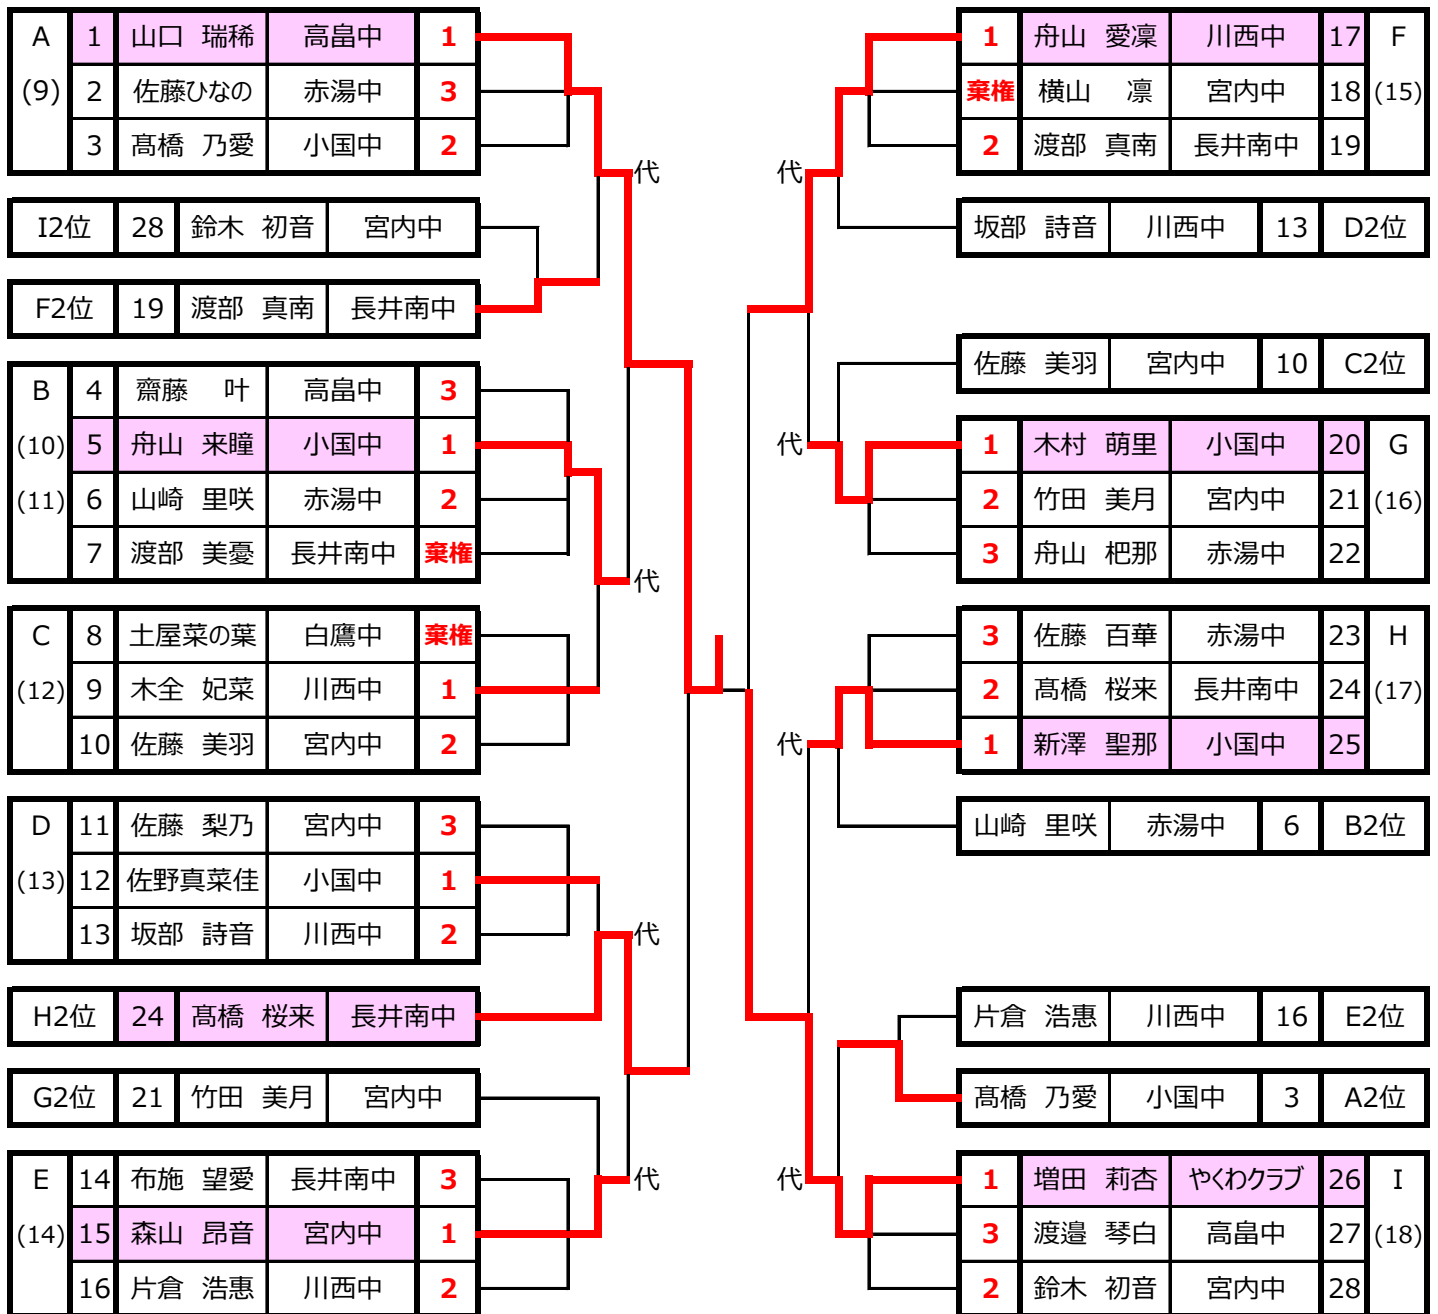 A 1 山口 瑞稀 高畠中 1
(9) 2 佐藤ひなの 赤湯中 3
3 髙橋 乃愛 小国中 2
代
I2位 28 鈴木 初音 宮内中
F2位 19 渡部 真南 長井南中
B 4 齋藤 叶 高畠中 3
(10) 5 舟山 来瞳 小国中 1
(11) 6 山崎 里咲 赤湯中 2
7 渡部 美憂 長井南中 棄権
代
C 8 土屋菜の葉 白鷹中 棄権
(12) 9 木全 妃菜 川西中 1
10 佐藤 美羽 宮内中 2
D 11 佐藤 梨乃 宮内中 3
(13) 12 佐野真菜佳 小国中 1
13 坂部 詩音 川西中 2
代
H2位 24 髙橋 桜来 長井南中
G2位 21 竹田 美月 宮内中
E 14 布施 望愛 長井南中 3
代
(14) 15 森山 昂音 宮内中 1
16 片倉 浩惠 川西中 2
1 舟山 愛凜 川西中 17 F
棄権 横山 凛 宮内中 18 (15)
2 渡部 真南 長井南中 19
代
坂部 詩音 川西中 13 D2位
佐藤 美羽 宮内中 10 C2位
代
1 木村 萌里 小国中 20 G
2 竹田 美月 宮内中 21 (16)
3 舟山 杷那 赤湯中 22
3 佐藤 百華 赤湯中 23 H
2 髙橋 桜来 長井南中 24 (17)
代
1 新澤 聖那 小国中 25
山崎 里咲 赤湯中 6 B2位
片倉 浩惠 川西中 16 E2位
髙橋 乃愛 小国中 3 A2位
代
1 増田 莉杏 やくわクラブ 26 I
3 渡邉 琴白 高畠中 27 (18)
2 鈴木 初音 宮内中 28